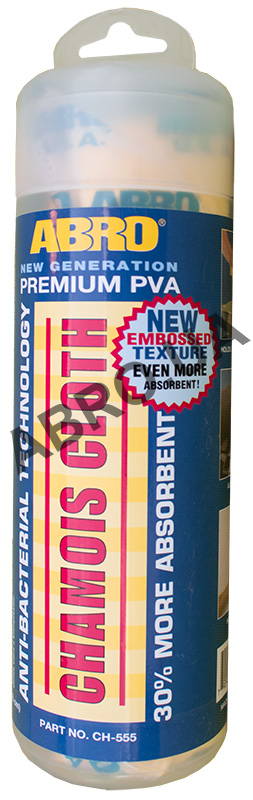 ABRO
ABRO®
NEW GENERATION
PREMIUM PVA
ANTI-BACTERIAL TECHNOLOGY
CHAMOIS CLOTH
30% MORE ABSORBENT
NEW
EMBOSSED
TEXTURE
EVEN MORE
ABSORBENT!
PART NO. CH-555